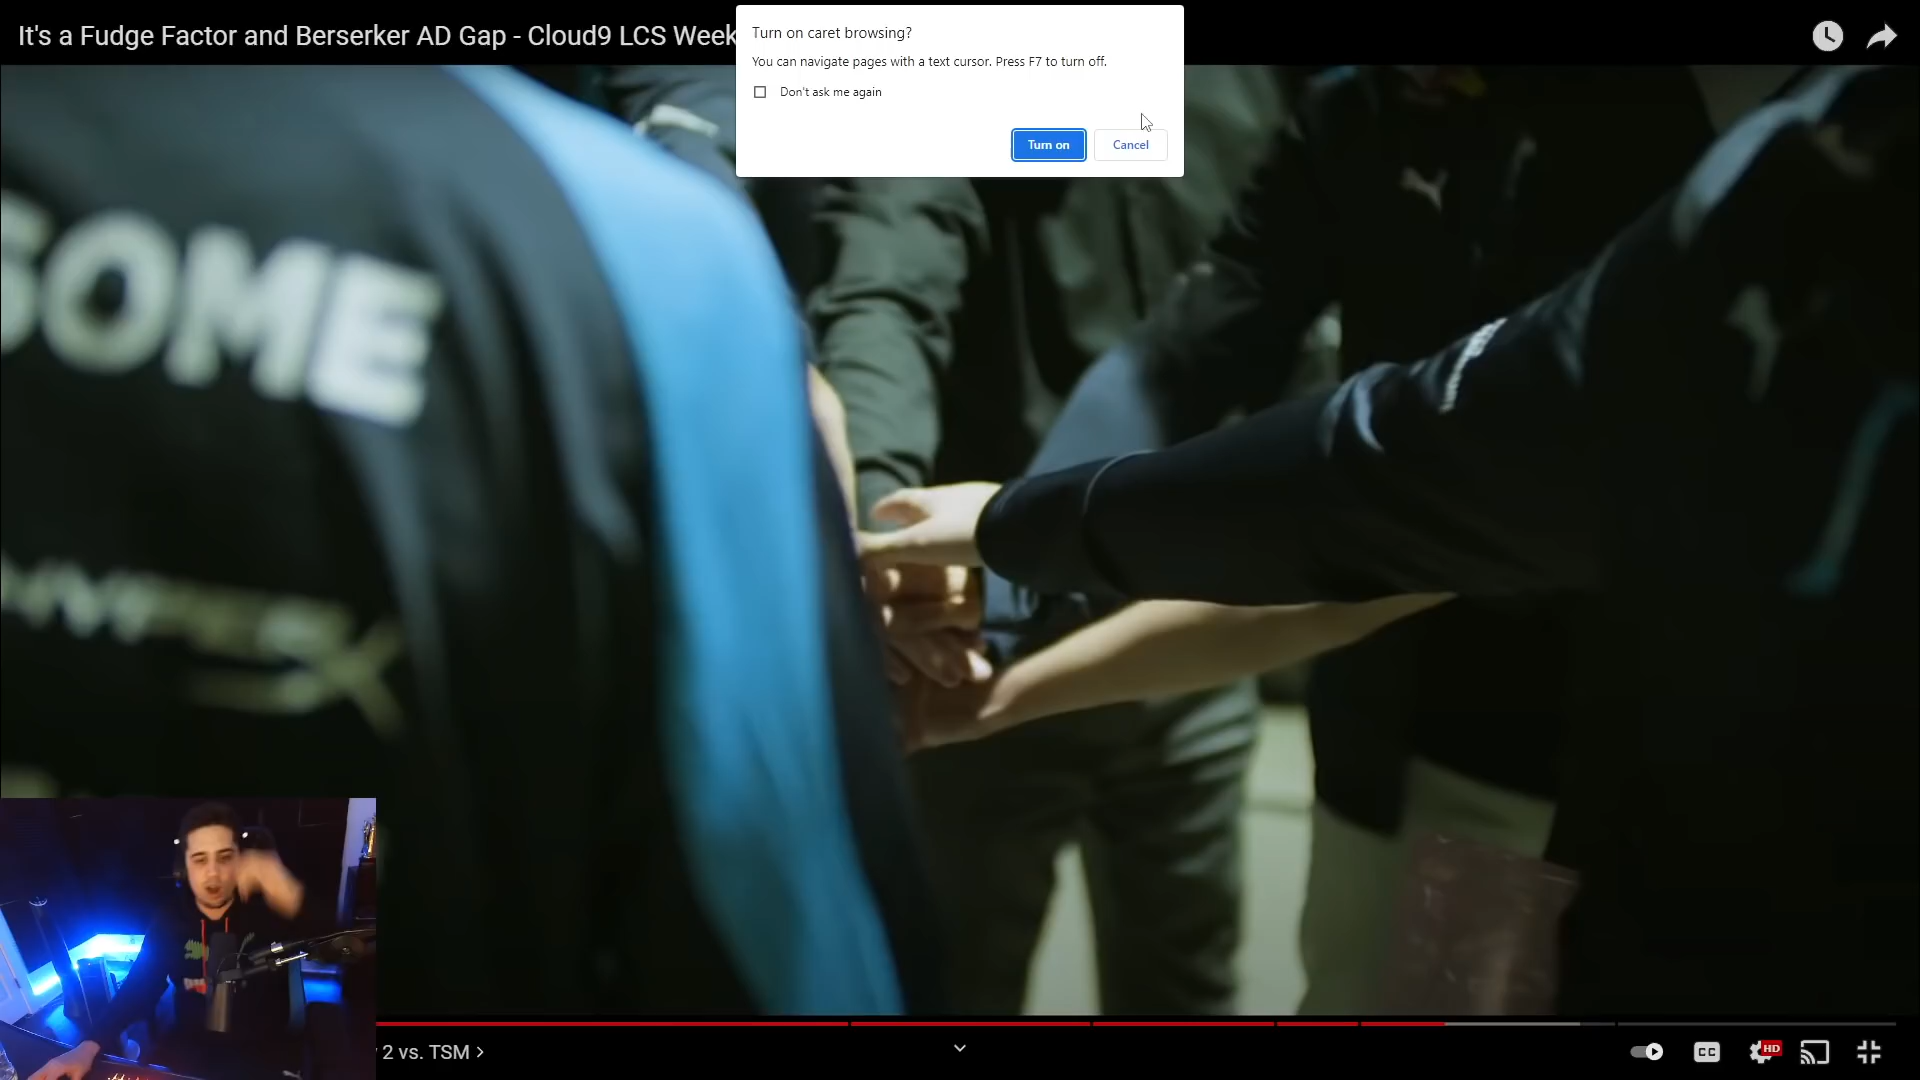 It's a Fudge Factor and Berserker AD Gap - Cloud9 LCS Week
Turn on caret browsing?
You can navigate pages with a text cursor. Press F7 to turn off.
Don't ask me again
Turn on
Cancel
SOME
2 vs. TSM
CC
HD